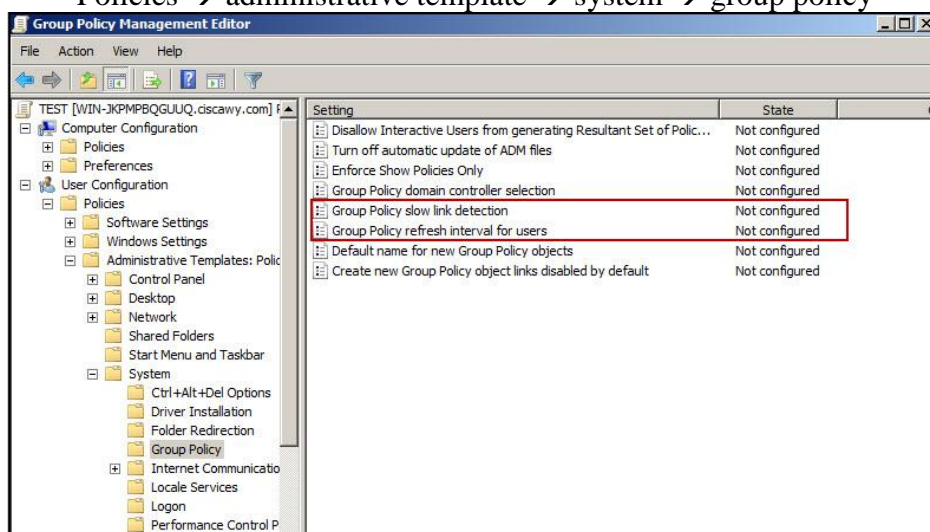 Policies → administrative template → system → group policy
Group Policy Management Editor
File Action View Help
TEST [WIN-JKPMPBQGUUQ.ciscawy.com]
Computer Configuration
Policies
Preferences
User Configuration
Policies
Software Settings
Windows Settings
Administrative Templates: Polic
Control Panel
Desktop
Network
Shared Folders
Start Menu and Taskbar
System
Ctrl+Alt+Del Options
Driver Installation
Folder Redirection
Group Policy
Internet Communicatio
Locale Services
Logon
Performance Control P
Setting State
Disallow Interactive Users from generating Resultant Set of Polic... Not configured
Turn off automatic update of ADM files Not configured
Enforce Show Policies Only Not configured
Group Policy domain controller selection Not configured
Group Policy slow link detection Not configured
Group Policy refresh interval for users Not configured
Default name for new Group Policy objects Not configured
Create new Group Policy object links disabled by default Not configured